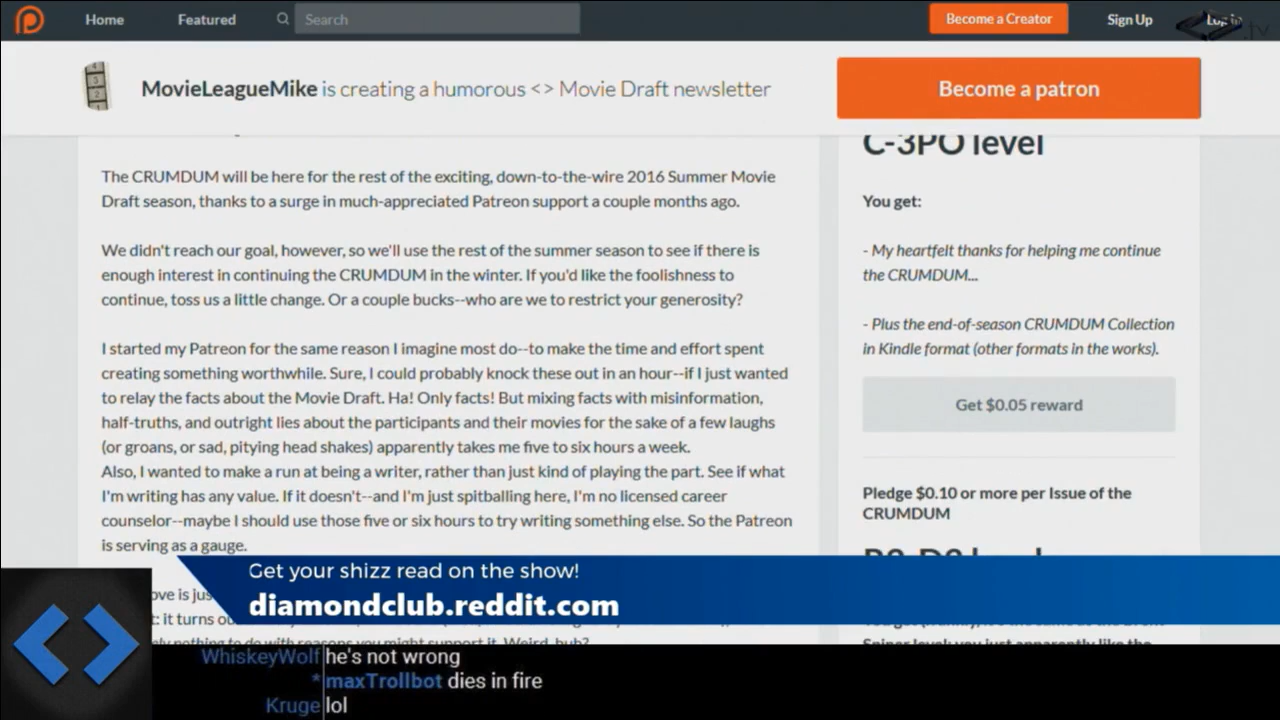 Home
Featured
Search
Become a Creator
Sign Up
Log in
.tv
MovieLeagueMike is creating a humorous <> Movie Draft newsletter
Become a patron
The CRUMDUM will be here for the rest of the exciting, down-to-the-wire 2016 Summer Movie
Draft season, thanks to a surge in much-appreciated Patreon support a couple months ago.
We didn't reach our goal, however, so we'll use the rest of the summer season to see if there is
enough interest in continuing the CRUMDUM in the winter. If you'd like the foolishness to
continue, toss us a little change. Or a couple bucks--who are we to restrict your generosity?
I started my Patreon for the same reason I imagine most do--to make the time and effort spent
creating something worthwhile. Sure, I could probably knock these out in an hour--if I just wanted
to relay the facts about the Movie Draft. Ha! Only facts! But mixing facts with misinformation,
half-truths, and outright lies about the participants and their movies for the sake of a few laughs
(or groans, or sad, pitying head shakes) apparently takes me five to six hours a week.
Also, I wanted to make a run at being a writer, rather than just kind of playing the part. See if what
I'm writing has any value. If it doesn't--and I'm just spitballing here, I'm no licensed career
counselor--maybe I should use those five or six hours to try writing something else. So the Patreon
is serving as a gauge.
C-3PO level
You get:
- My heartfelt thanks for helping me continue
the CRUMDUM...
- Plus the end-of-season CRUMDUM Collection
in Kindle format (other formats in the works).
Get $0.05 reward
Pledge $0.10 or more per Issue of the
CRUMDUM
Get your shizz read on the show!
diamondclub.reddit.com
WhiskeyWolf he's not wrong
* maxTrollbot dies in fire
Kruge lol